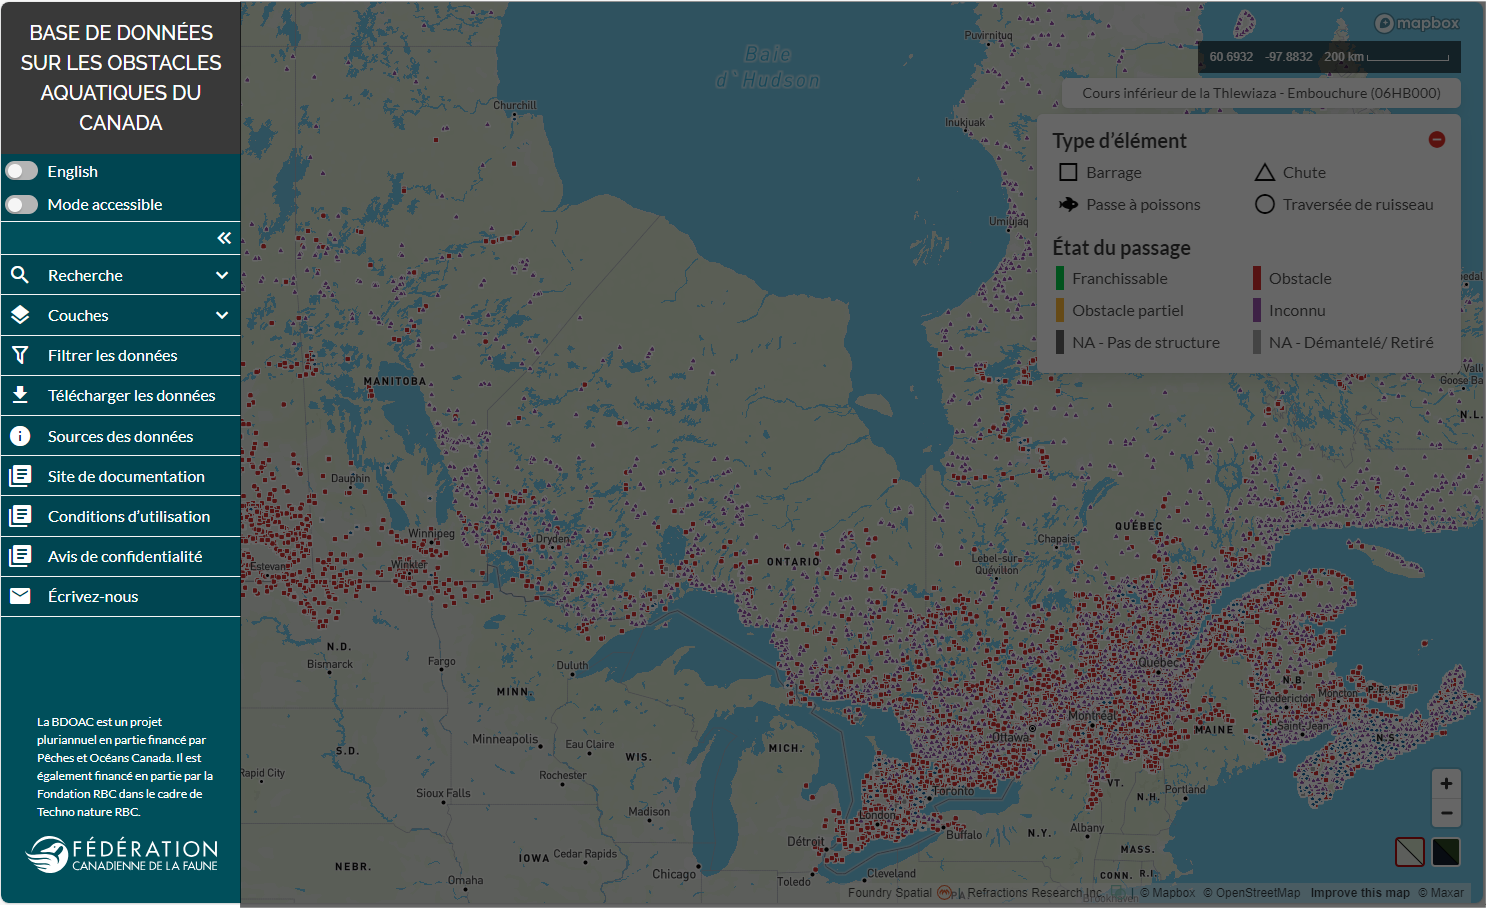 BASE DE DONNÉES
SUR LES OBSTACLES
AQUATIQUES DU
CANADA
English
Mode accessible
Recherche
Couches
Filtrer les données
Télécharger les données
Sources des données
Site de documentation
Conditions d'utilisation
Avis de confidentialité
Écrivez-nous
La BDOAC est un projet
pluriannuel en partie financé par
Pêches et Océans Canada. Il est
également financé en partie par la
Fondation RBC dans le cadre de
Techno nature RBC.
FÉDÉRATION
CANADIENNE DE LA FAUNE
mapbox
60.6932 -97.8832 200 km
Cours inférieur de la Thlewiaza - Embouchure (06HB000)
Type d'élément
Barrage
Chute
Passe à poissons
Traversée de ruisseau
État du passage
Franchissable
Obstacle
Obstacle partiel
Inconnu
NA - Pas de structure
NA - Démantelé/ Retiré
Puvirnituq
Baie
d'Hudson
Churchill
Inukjuak
Umiujaq
MANITOBA
Goose Ba
N.L.
Dauphin
Winnipeg
Dryden
Chapais
QUÉBEC
Estevan
Winkler
ONTARIO
Lebel-sur-
Quévillon
N.D.
Bismarck
Fargo
Duluth
Québec
MINN.
N.B.
Fredericton
Moncton
P.E.I.
Montréal
Ottawa
MAINE
Saint-Jean
N.S.
S.D.
Minneapolis
Eau Claire
WIS.
MICH.
Rapid City
Rochester
Sioux Falls
Madison
Toronto
London
VT.
N.H.
Portland
Détroit
Buffalo
N.Y.
Albany
MASS.
NEBR.
IOWA
Cedar Rapids
Omaha
Chicago
Toledo
Cleveland
CONN.
R.I.
Foundry Spatial
Refractions Research Inc.
© Mapbox © OpenStreetMap Improve this map © Maxar